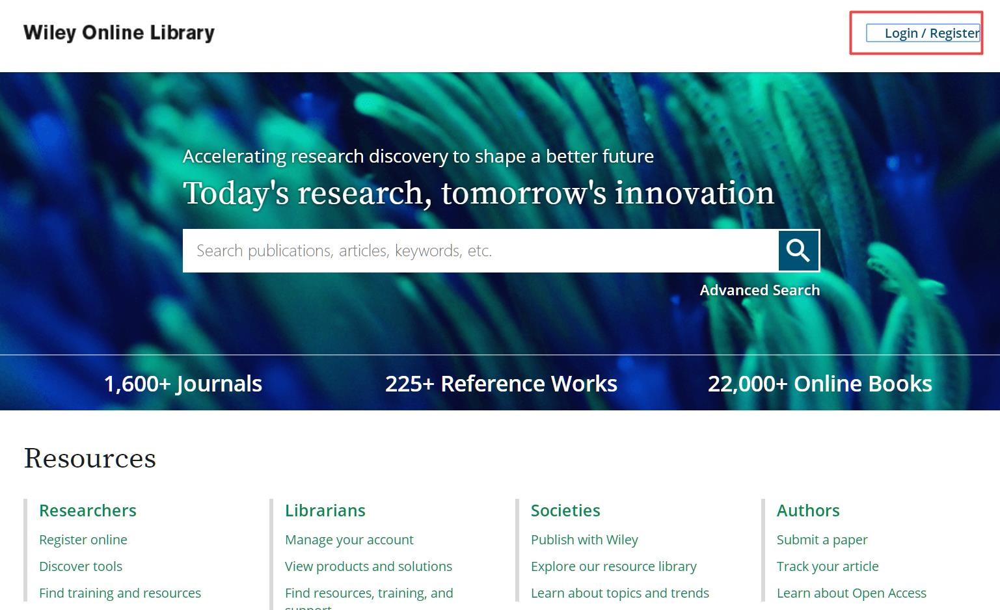 Wiley Online Library
Login / Register
Accelerating research discovery to shape a better future
Today's research, tomorrow's innovation
Search publications, articles, keywords, etc.
Advanced Search
1,600+ Journals
225+ Reference Works
22,000+ Online Books
Resources
Researchers
Register online
Discover tools
Find training and resources
Librarians
Manage your account
View products and solutions
Find resources, training, and
support
Societies
Publish with Wiley
Explore our resource library
Learn about topics and trends
Authors
Submit a paper
Track your article
Learn about Open Access